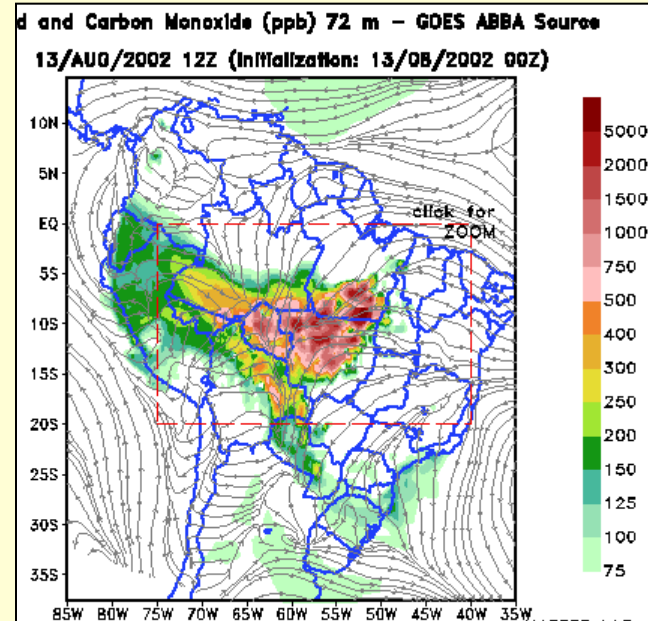 d and Carbon Monoxide (ppb) 72 m - GOES ABBA Source
13/AUG/2002 12Z (Initialization: 13/08/2002 00Z)
10N
5N
EQ
5S
10S
15S
20S
25S
30S
35S
85W 80W 75W 70W 65W 60W 55W 50W 45W 40W 35W
click for
ZOOM
5000
2000
1500
1000
750
500
400
300
250
200
150
125
100
75